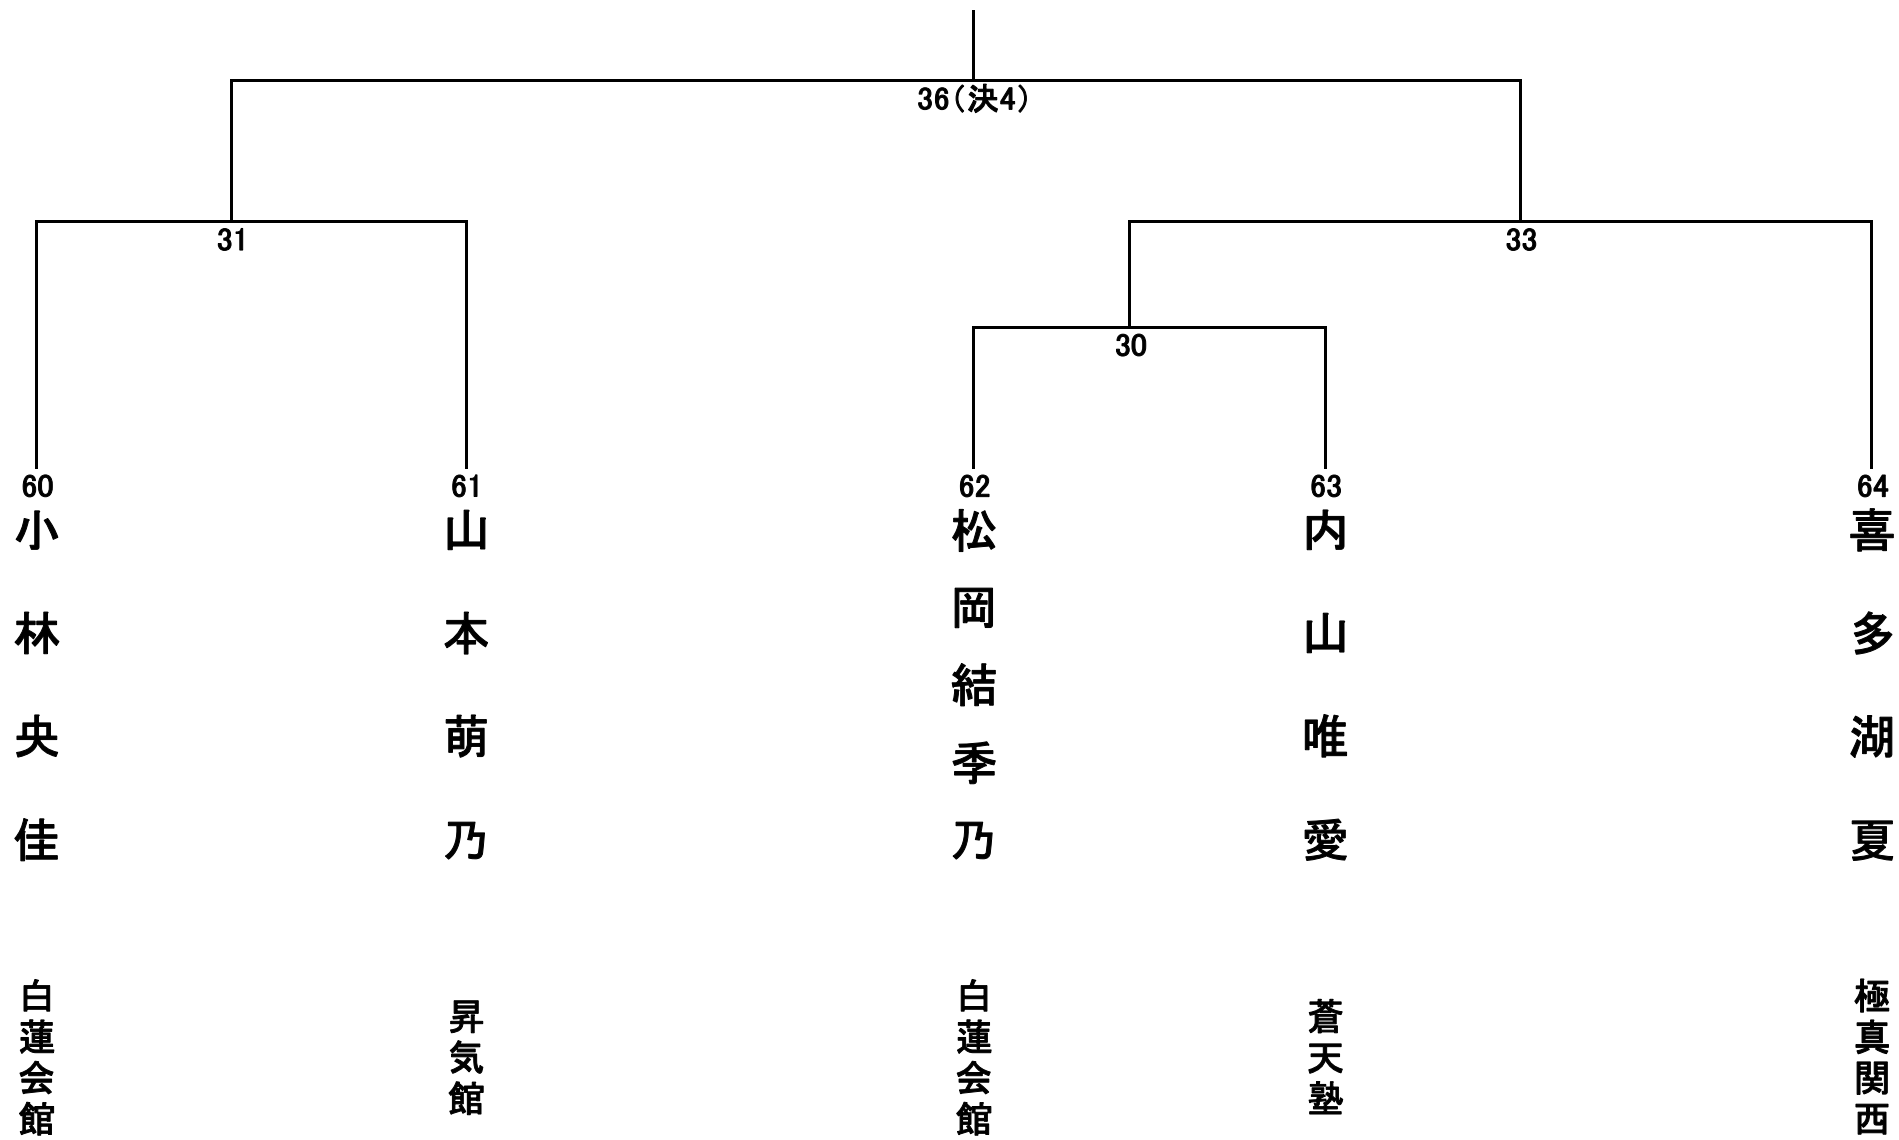 36(決4)
31
33
30
60
61
62
63
64
小林央佳
山本萌乃
松岡結季乃
内山唯愛
喜多湖夏
白蓮会館
昇気館
白蓮会館
蒼天塾
極真関西